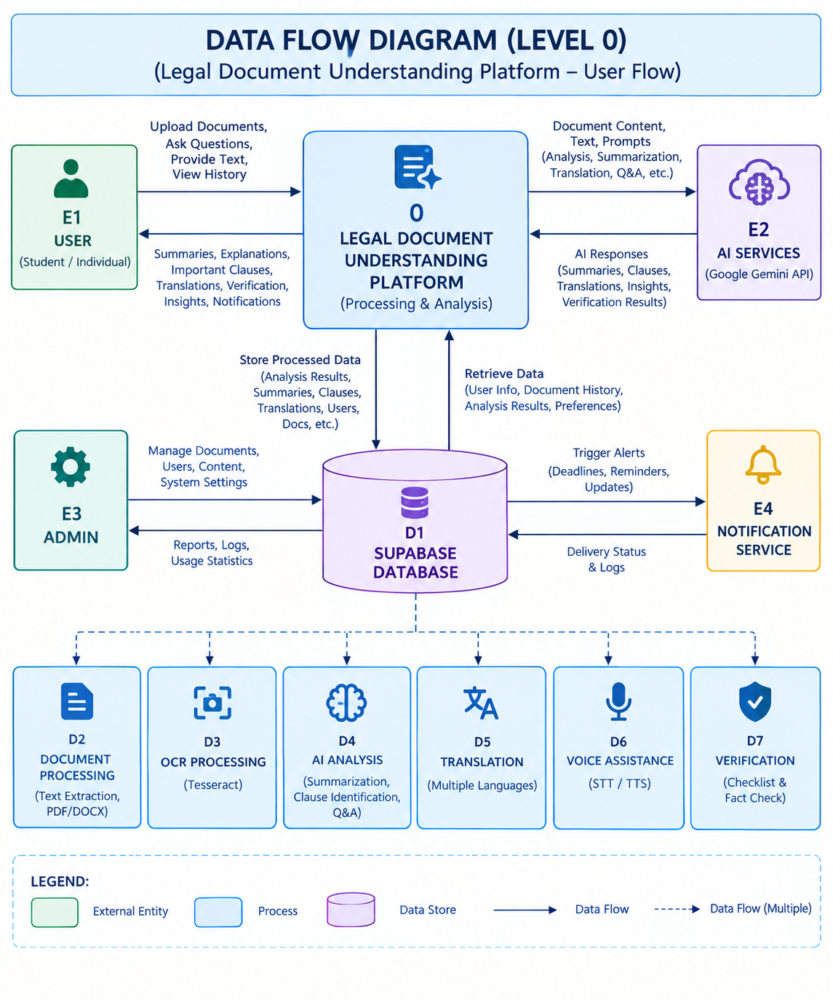 DATA FLOW DIAGRAM (LEVEL 0)
(Legal Document Understanding Platform – User Flow)
Upload Documents,
Ask Questions,
Provide Text,
View History
Document Content,
Text, Prompts
(Analysis, Summarization,
Translation, Q&A, etc.)
E1
USER
(Student / Individual)
0
LEGAL DOCUMENT
UNDERSTANDING
PLATFORM
(Processing & Analysis)
E2
AI SERVICES
(Google Gemini API)
Summaries, Explanations,
Important Clauses,
Translations, Verification,
Insights, Notifications
AI Responses
(Summaries, Clauses,
Translations, Insights,
Verification Results)
Store Processed Data
(Analysis Results,
Summaries, Clauses,
Translations, Users,
Docs, etc.)
Retrieve Data
(User Info, Document History,
Analysis Results, Preferences)
E3
ADMIN
Manage Documents,
Users, Content,
System Settings
Reports, Logs,
Usage Statistics
D1
SUPABASE
DATABASE
Trigger Alerts
(Deadlines, Reminders,
Updates)
Delivery Status
& Logs
E4
NOTIFICATION
SERVICE
D2
DOCUMENT
PROCESSING
(Text Extraction,
PDF/DOCX)
D3
OCR PROCESSING
(Tesseract)
D4
AI ANALYSIS
(Summarization,
Clause Identification,
Q&A)
D5
TRANSLATION
(Multiple Languages)
D6
VOICE ASSISTANCE
(STT / TTS)
D7
VERIFICATION
(Checklist &
Fact Check)
LEGEND:
External Entity
Process
Data Store
Data Flow
Data Flow (Multiple)